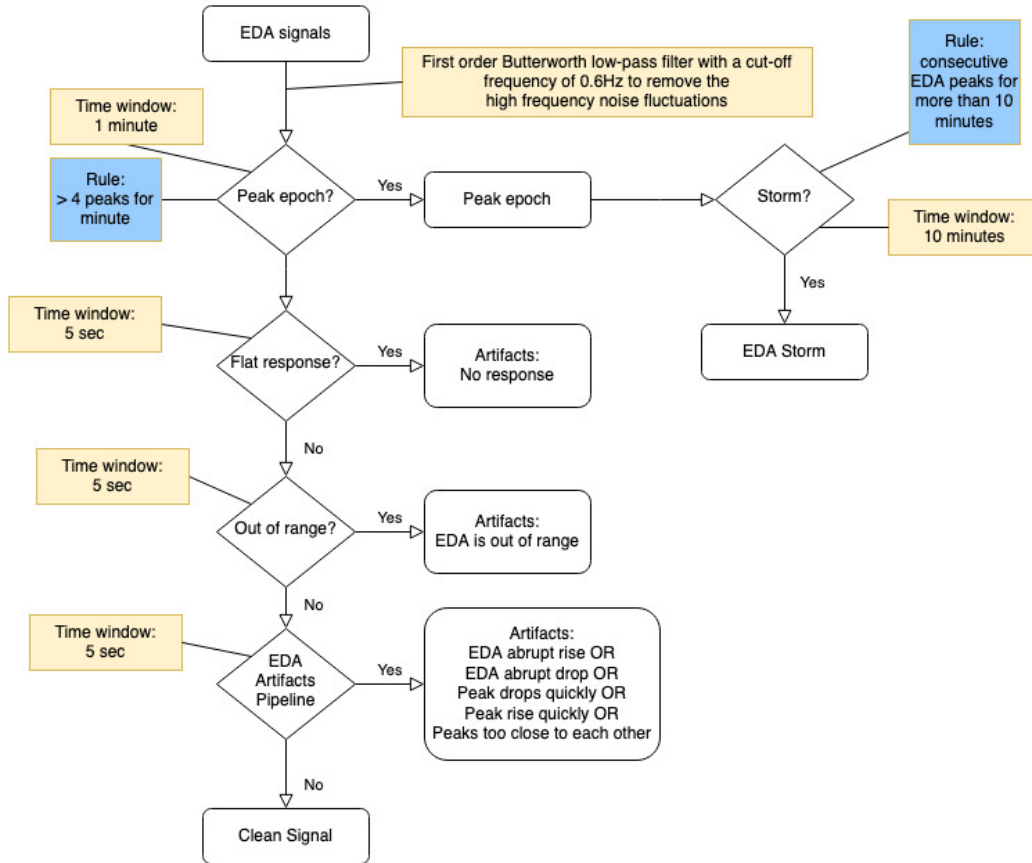 EDA signals
First order Butterworth low-pass filter with a cut-off
frequency of 0.6Hz to remove the
high frequency noise fluctuations
Rule:
consecutive
EDA peaks for
more than 10
minutes
Time window:
1 minute
Rule:
> 4 peaks for
minute
Peak epoch?
Yes
Peak epoch
Storm?
Time window:
10 minutes
Yes
EDA Storm
Time window:
5 sec
Flat response?
Yes
Artifacts:
No response
No
Time window:
5 sec
Out of range?
Yes
Artifacts:
EDA is out of range
No
Time window:
5 sec
EDA
Artifacts
Pipeline
Yes
Artifacts:
EDA abrupt rise OR
EDA abrupt drop OR
Peak drops quickly OR
Peak rise quickly OR
Peaks too close to each other
No
Clean Signal